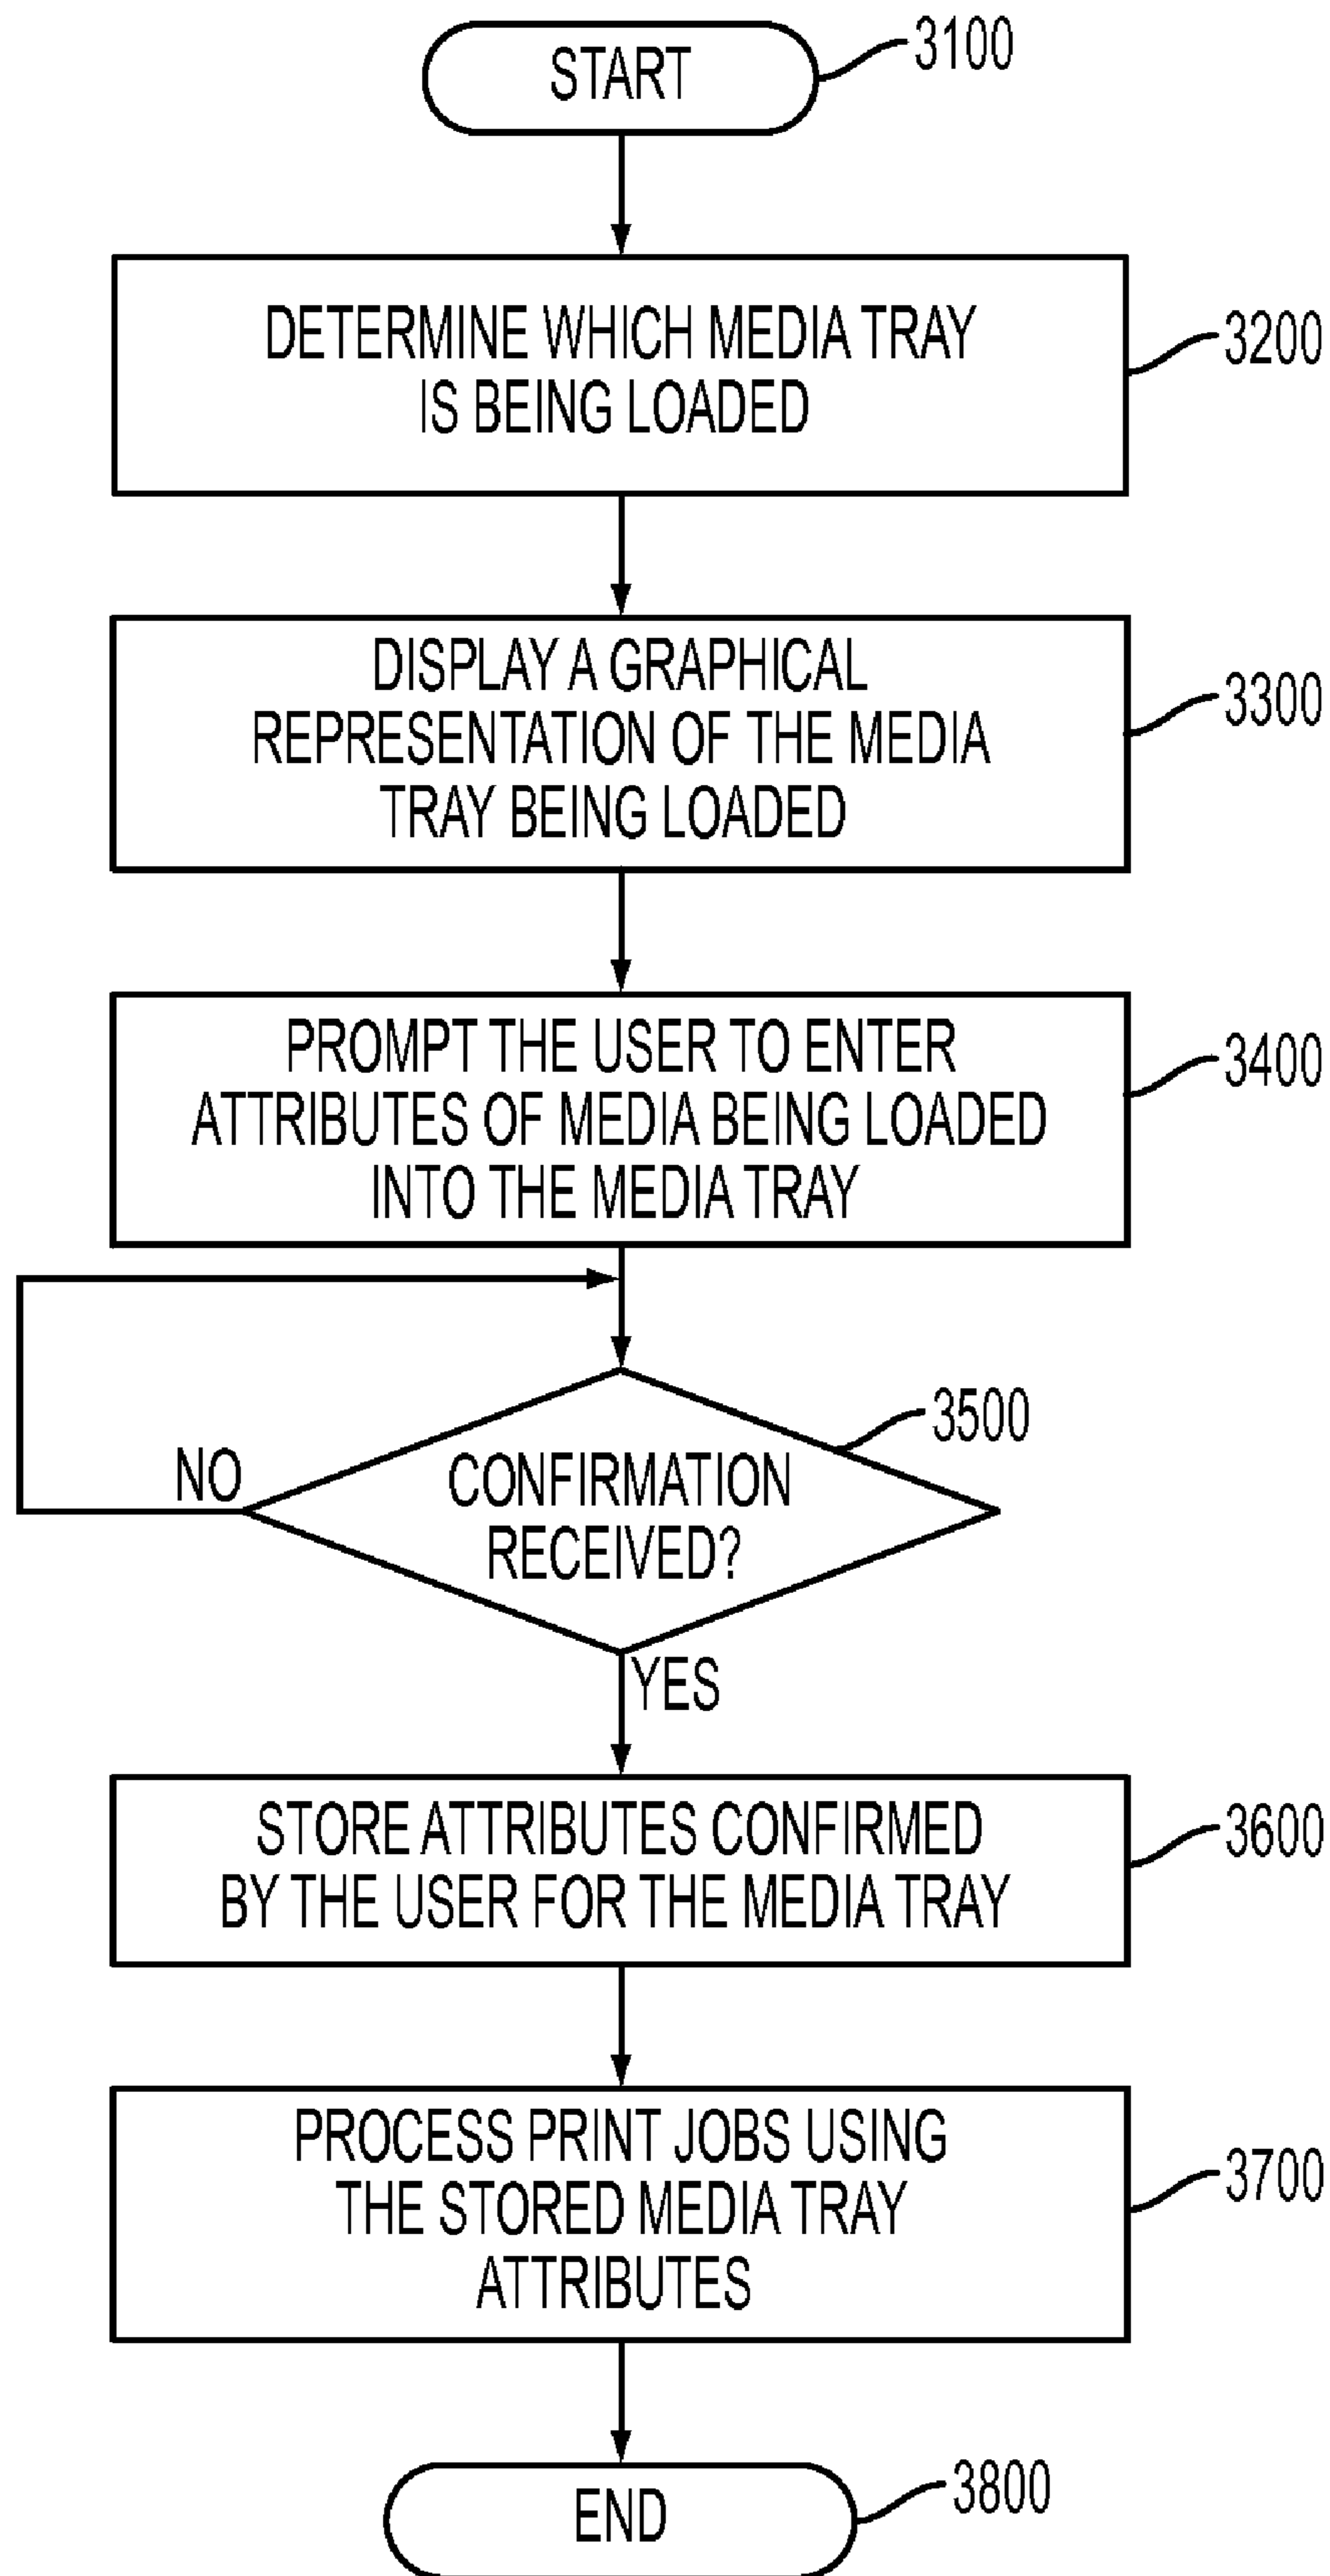 START
3100
DETERMINE WHICH MEDIA TRAY
IS BEING LOADED
3200
DISPLAY A GRAPHICAL
REPRESENTATION OF THE MEDIA
TRAY BEING LOADED
3300
PROMPT THE USER TO ENTER
ATTRIBUTES OF MEDIA BEING LOADED
INTO THE MEDIA TRAY
3400
CONFIRMATION
RECEIVED?
3500
NO
YES
STORE ATTRIBUTES CONFIRMED
BY THE USER FOR THE MEDIA TRAY
3600
PROCESS PRINT JOBS USING
THE STORED MEDIA TRAY
ATTRIBUTES
3700
END
3800